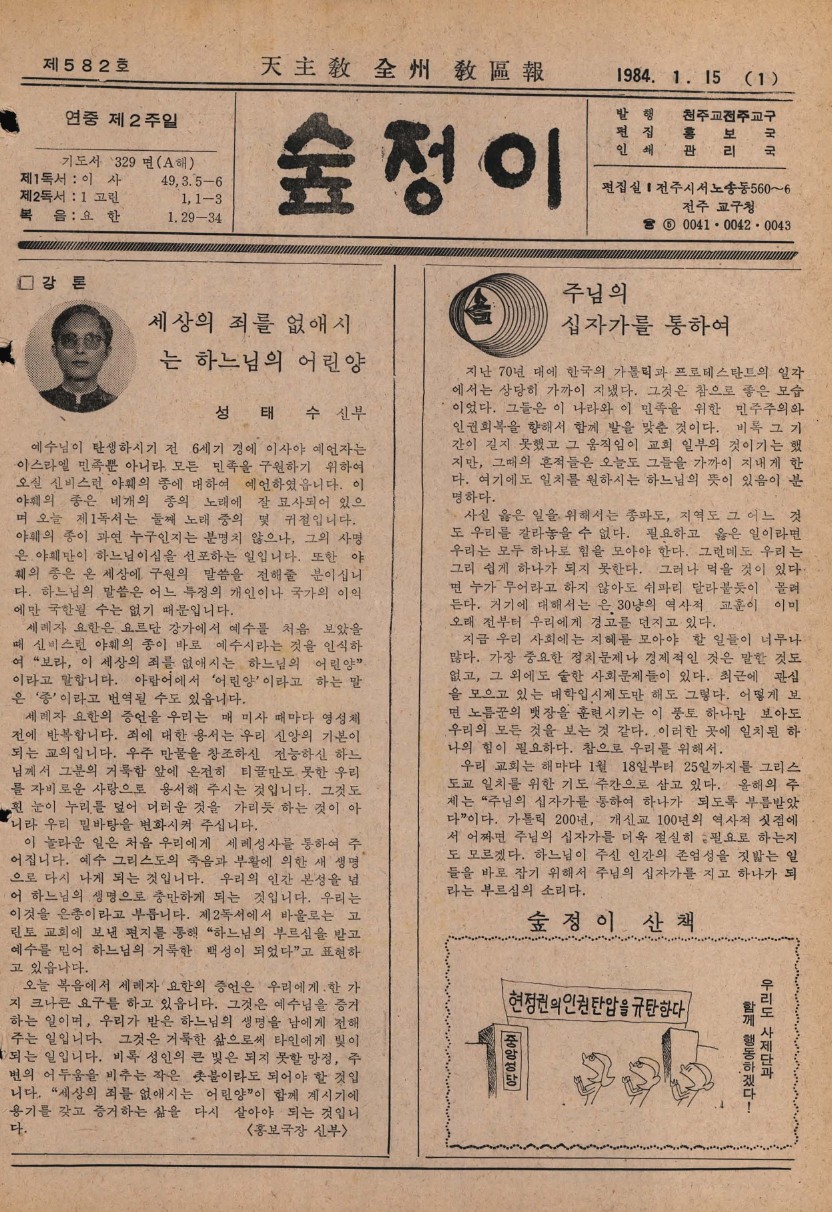 제582호
天主敎 全州 敎區報
1984. 1. 15 (1)
연중 제2주일
기도서 329 면(A해)
제1독서 : 이 사 49,3.5—6
제2독서 : 1 고린 1,1—3
복 음 : 요 한 1.29—34
숲정이
발 행 천주교전주교구
편 집 홍 보 국
인 쇄 관 리 국
편집실 전주시서노송동560~6
전주 교구청
☎ ⑥ 0041·0042·0043
강 론
세상의 죄를 없애시
는 하느님의 어린양
성 태 수 신부
예수님이 탄생하시기 전 6세기 경에 이사야 예언자는
이스라엘 민족뿐 아니라 모든 민족을 구원하기 위하여
오실 신비스런 야훼의 종에 대하여 예언하였읍니다. 이
야훼의 종은 네개의 종의 노래에 잘 묘사되어 있으
며 오늘 제1독서는 둘째 노래 중의 몇 귀절입니다.
야훼의 종이 과연 누구인지는 분명치 않으나, 그의 사명
은 야훼만이 하느님이심을 선포하는 일입니다. 또한 야
훼의 종은 온 세상에 구원의 말씀을 전해줄 분이십니
다. 하느님의 말씀은 어느 특정의 개인이나 국가의 이익
에만 국한될 수는 없기 때문입니다.
세례자 요한은 요르단 강가에서 예수를 처음 보았을
때 신비스런 야훼의 종이 바로 예수시라는 것을 인식하
여 “보라, 이 세상의 죄를 없애시는 하느님의 어린양”
이라고 말합니다. 아람어에서 ‘어린양’이라고 하는 말
은 ‘종’이라고 번역될 수도 있읍니다.
세례자 요한의 증언을 우리는 매 미사 때마다 영성체
전에 반복합니다. 죄에 대한 용서는 우리 신앙의 기본이
되는 교의입니다. 우주 만물을 창조하신 전능하신 하느
님께서 그분의 거룩함 앞에 온전히 티끌만도 못한 우리
를 자비로운 사랑으로 용서해 주시는 것입니다. 그것도
흰 눈이 누리를 덮어 더러운 것을 가리듯 하는 것이 아
니라 우리 밑바탕을 변화시켜 주십니다.
이 놀라운 일은 처음 우리에게 세례성사를 통하여 주
어집니다. 예수 그리스도의 죽음과 부활에 의한 새 생명
으로 다시 나게 되는 것입니다. 우리의 인간 본성을 넘
어 하느님의 생명으로 충만하게 되는 것입니다. 우리는
이것을 은총이라고 부릅니다. 제2독서에서 바울로는 고
린토 교회에 보낸 편지를 통해 “하느님의 부르심을 받고
예수를 믿어 하느님의 거룩한 백성이 되었다”고 표현하
고 있읍니다.
오늘 복음에서 세례자 요한의 증언은 우리에게 한 가
지 크나큰 요구를 하고 있읍니다. 그것은 예수님을 증거
하는 일이며, 우리가 받은 하느님의 생명을 남에게 전해
주는 일입니다. 그것은 거룩한 삶으로써 타인에게 빛이
되는 일입니다. 비록 성인의 큰 빛은 되지 못할 망정, 주
변의 어두움을 비추는 작은 촛불이라도 되어야 할 것입
니다. “세상의 죄를 없애시는 어린양”이 함께 계시기에
용기를 갖고 증거하는 삶을 다시 살아야 되는 것입니
다. 〈홍보국장 신부〉
주님의
십자가를 통하여
지난 70년 대에 한국의 가톨릭과 프로테스탄트의 일각
에서는 상당히 가까이 지냈다. 그것은 참으로 좋은 모습
이었다. 그들은 이 나라와 이 민족을 위한 민주주의와
인권회복을 향해서 함께 발을 맞춘 것이다. 비록 그 기
간이 길지 못했고 그 움직임이 교회 일부의 것이기는 했
지만, 그때의 흔적들은 오늘도 그들을 가까이 지내게 한
다. 여기에도 일치를 원하시는 하느님의 뜻이 있음이 분
명하다.
사실 옳은 일을 위해서는 종파도, 지역도 그 어느 것
도 우리를 갈라놓을 수 없다. 필요하고 옳은 일이라면
우리는 모두 하나로 힘을 모아야 한다. 그런데도 우리는
그리 쉽게 하나가 되지 못한다. 그러나 먹을 것이 있다
면 누가 무어라고 하지 않아도 쉬파리 달라붙듯이 몰려
든다. 거기에 대해서는 은 30냥의 역사적 교훈이 이미
오래 전부터 우리에게 경고를 던지고 있다.
지금 우리 사회에는 지혜를 모아야 할 일들이 너무나
많다. 가장 중요한 정치문제나 경제적인 것은 말할 것도
없고, 그 외에도 숱한 사회문제들이 있다. 최근에 관심
을 모으고 있는 대학입시제도만 해도 그렇다. 어떻게 보
면 노름꾼의 뱃장을 훈련시키는 이 풍토 하나만 보아도
우리의 모든 것을 보는 것 같다. 이러한 곳에 일치된 하
나의 힘이 필요하다. 참으로 우리를 위해서.
우리 교회는 해마다 1월 18일부터 25일까지를 그리스
도교 일치를 위한 기도 주간으로 삼고 있다. 올해의 주
제는 “주님의 십자가를 통하여 하나가 되도록 부름받았
다”이다. 가톨릭 200년, 개신교 100년의 역사적 싯점에
서 어쩌면 주님의 십자가를 더욱 절실히 필요로 하는지
도 모르겠다. 하느님이 주신 인간의 존엄성을 짓밟는 일
들을 바로 잡기 위해서 주님의 십자가를 지고 하나가 되
라는 부르심의 소리다.
숲정이 산책
현정권의인권탄압을규탄한다
중앙성당
우리도 사제단과
함께 행동하겠다!